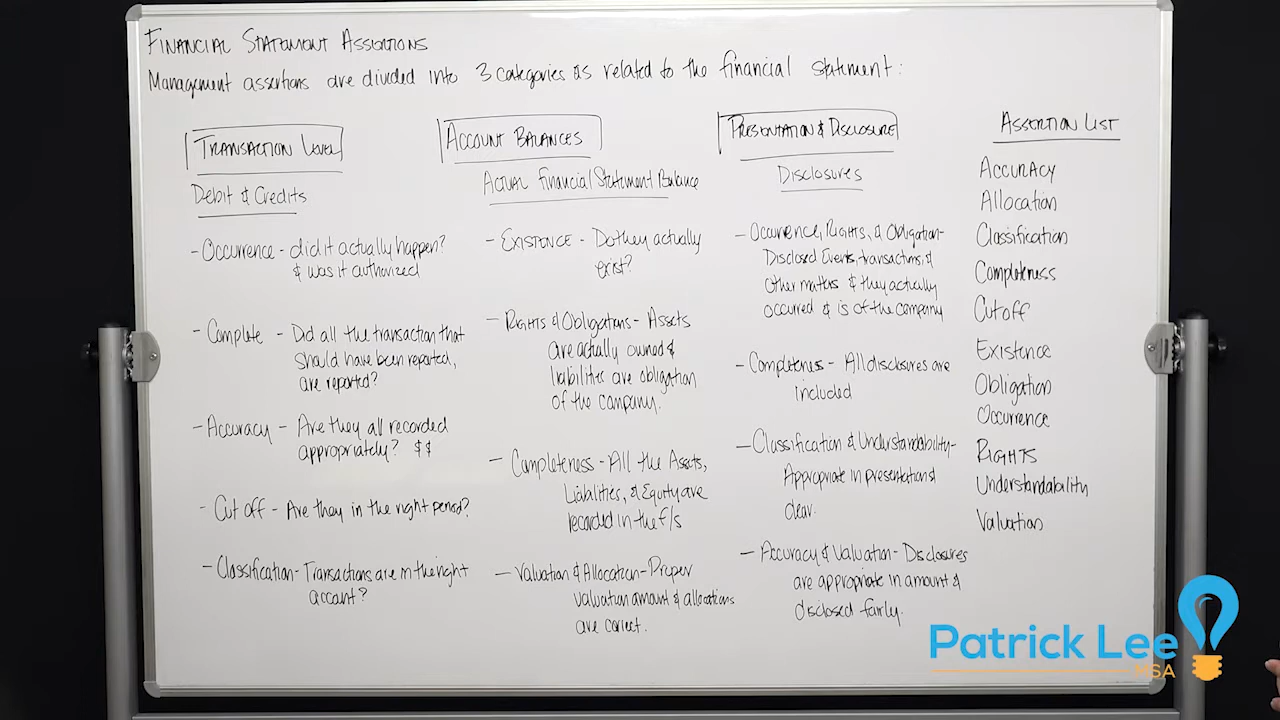 FINANCIAL STATEMENT ASSERTIONS
Management assertions are divided into 3 categories as related to the financial statement:
TRANSACTION LEVEL
Debit & Credits
- Occurrence - did it actually happen?
& was it authorized
- Complete - Did all the transaction that
should have been reported,
are reported?
- Accuracy - Are they all recorded
appropriately? $$
- Cut off - Are they in the right period?
- Classification - Transactions are in the right
account?
ACCOUNT BALANCES
Actual Financial Statement Balance
- EXISTENCE - Do they actually
exist?
- RIGHTS & Obligations - Assets
are actually owned &
liabilities are obligation
of the company.
- Completeness - All the Assets,
Liabilities, & Equity are
recorded in the f/s
- Valuation & Allocation - Proper
valuation amount & allocations
are correct.
PRESENTATION & DISCLOSURE
Disclosures
- Occurrence, Rights, & Obligation -
Disclosed Events, transactions, &
other matters & they actually
occurred & is of the company
- Completeness - All disclosures are
included
- Classification & Understandability -
Appropriate in presentation &
clear.
- Accuracy & Valuation - Disclosures
are appropriate in amount &
disclosed fairly.
ASSERTION LIST
ACCURACY
Allocation
Classification
Completeness
Cutoff
Existence
Obligation
Occurrence
RIGHTS
Understandability
Valuation
Patrick Lee
MSA